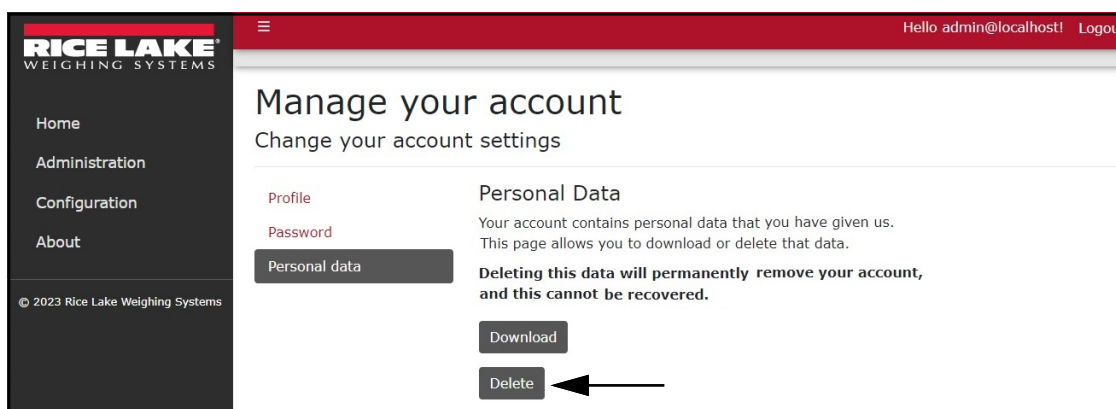 RICE LAKE®
WEIGHING SYSTEMS
Home
Administration
Configuration
About
© 2023 Rice Lake Weighing Systems
☰
Hello admin@localhost! Logou
Manage your account
Change your account settings
Profile
Password
Personal data
Personal Data
Your account contains personal data that you have given us.
This page allows you to download or delete that data.
Deleting this data will permanently remove your account,
and this cannot be recovered.
Download
Delete